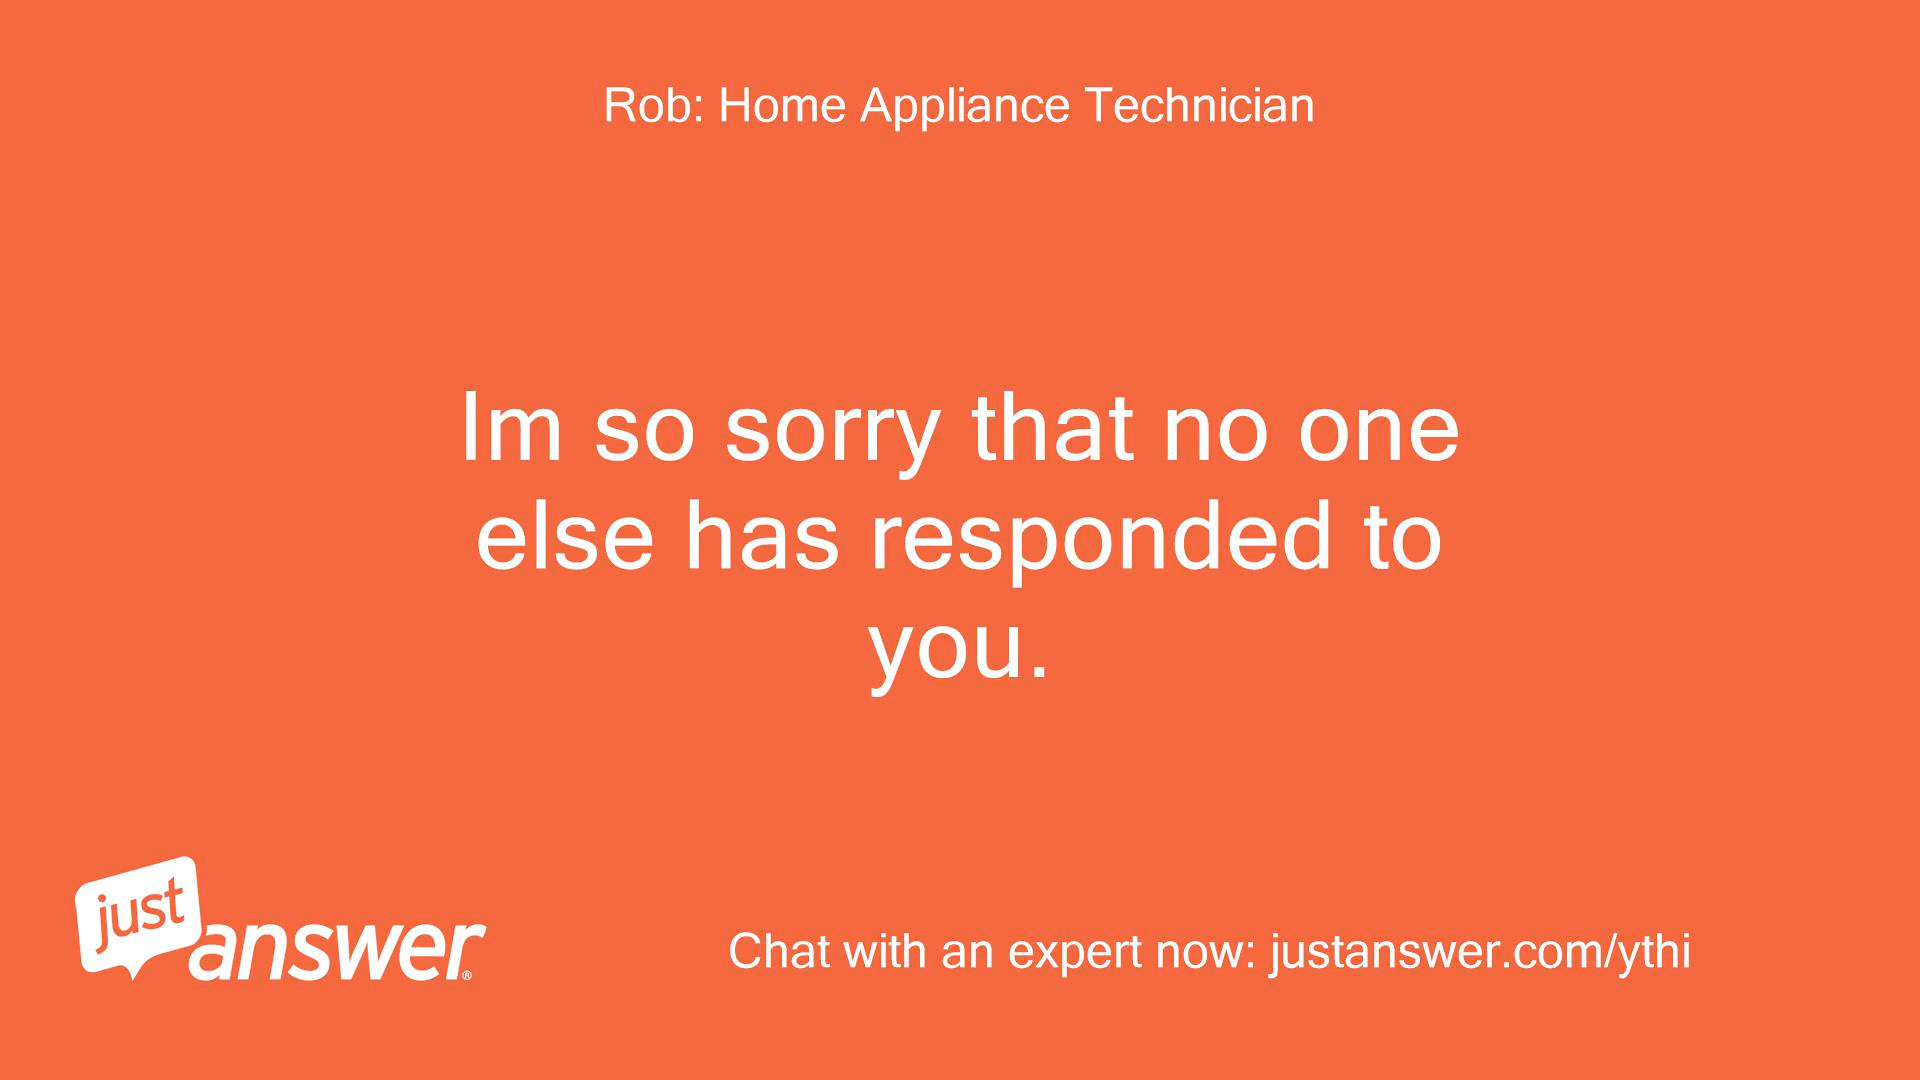 Rob: Home Appliance Technician
Im so sorry that no one
else has responded to
you.
just
answer®
Chat with an expert now: justanswer.com/ythi